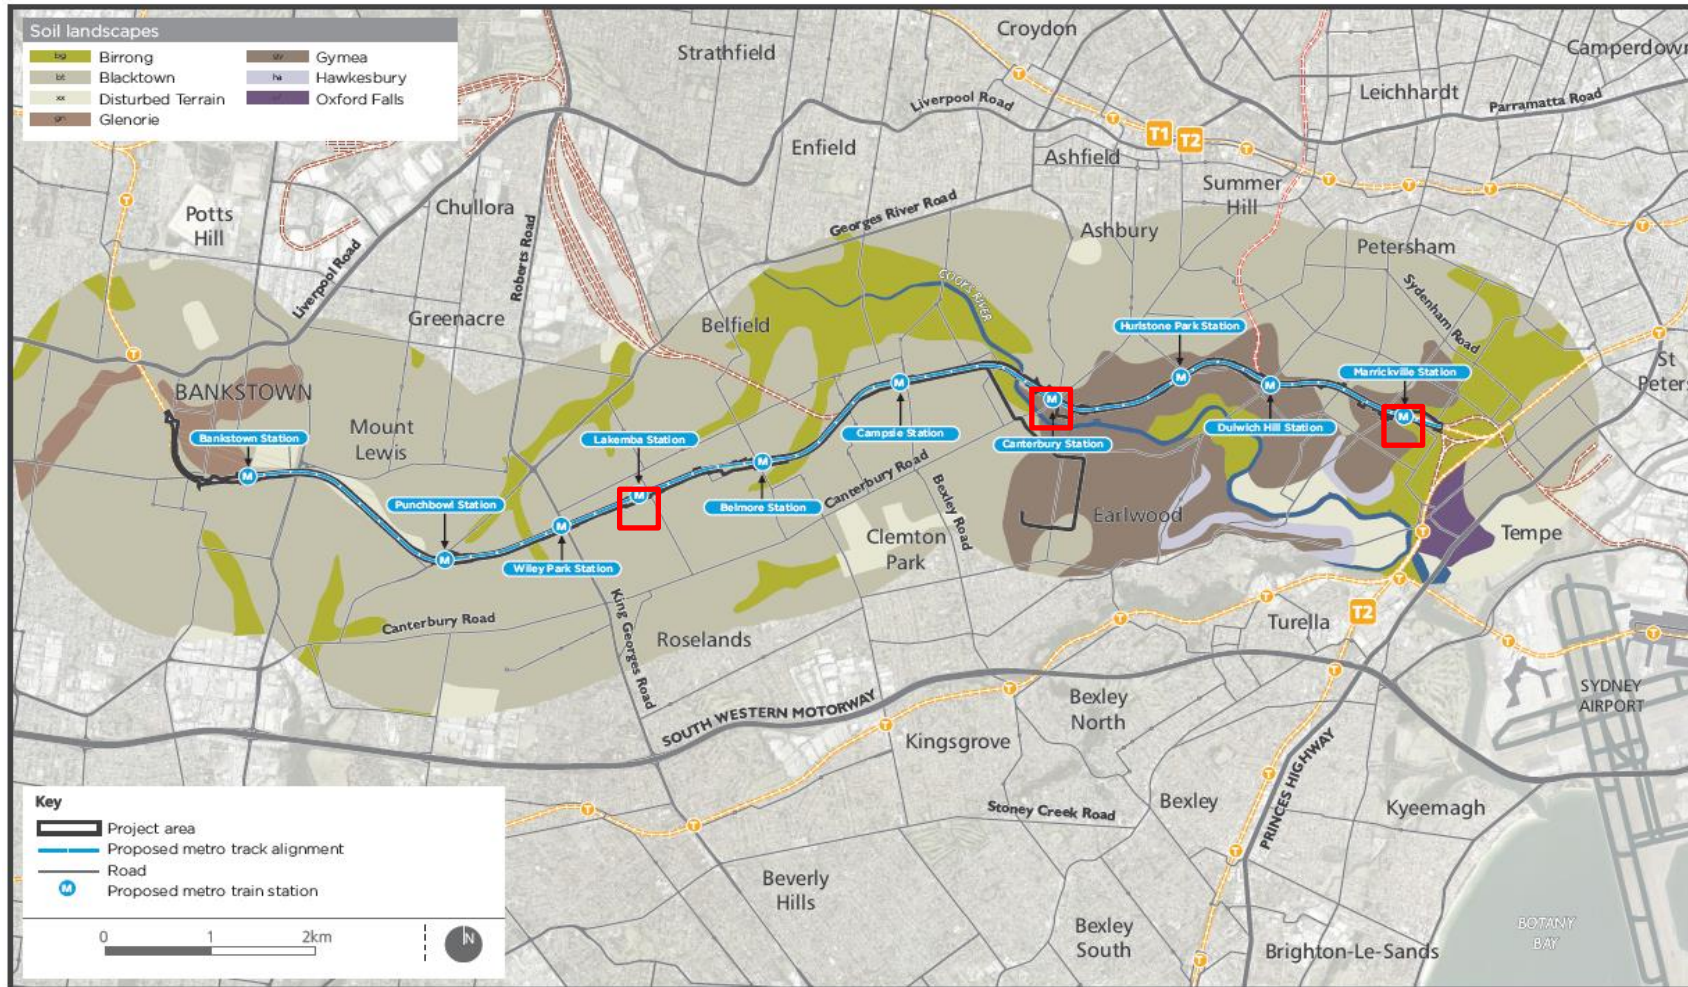 Soil landscapes
bg Birrong
bt Blacktown
xx Disturbed Terrain
gn Glenorie
gy Gymea
ha Hawkesbury
Oxford Falls
Croydon
Strathfield
Camperdown
Leichhardt
Liverpool Road
Parramatta Road
T1
T2
Enfield
Ashfield
Summer
Hill
Potts
Hill
Chullora
Georges River Road
Ashbury
Petersham
Liverpool Road
Roberts Road
COOKS RIVER
Sydenham Road
Greenacre
Belfield
Hurlstone Park Station
St
Peters
Marrickville Station
BANKSTOWN
Mount
Lewis
Bankstown Station
Lakemba Station
Campsie Station
Canterbury Station
Dulwich Hill Station
Canterbury Road
Punchbowl Station
Belmore Station
Bexley Road
Earlwood
Clemton
Park
Tempe
Wiley Park Station
King Georges Road
Canterbury Road
Roselands
Turella
T2
SOUTH WESTERN MOTORWAY
Bexley
North
SYDNEY
AIRPORT
Kingsgrove
PRINCES HIGHWAY
Stoney Creek Road
Bexley
Kyeemagh
Beverly
Hills
Bexley
South
Brighton-Le-Sands
BOTANY
BAY
Key
Project area
Proposed metro track alignment
Road
M Proposed metro train station
0 1 2km
N